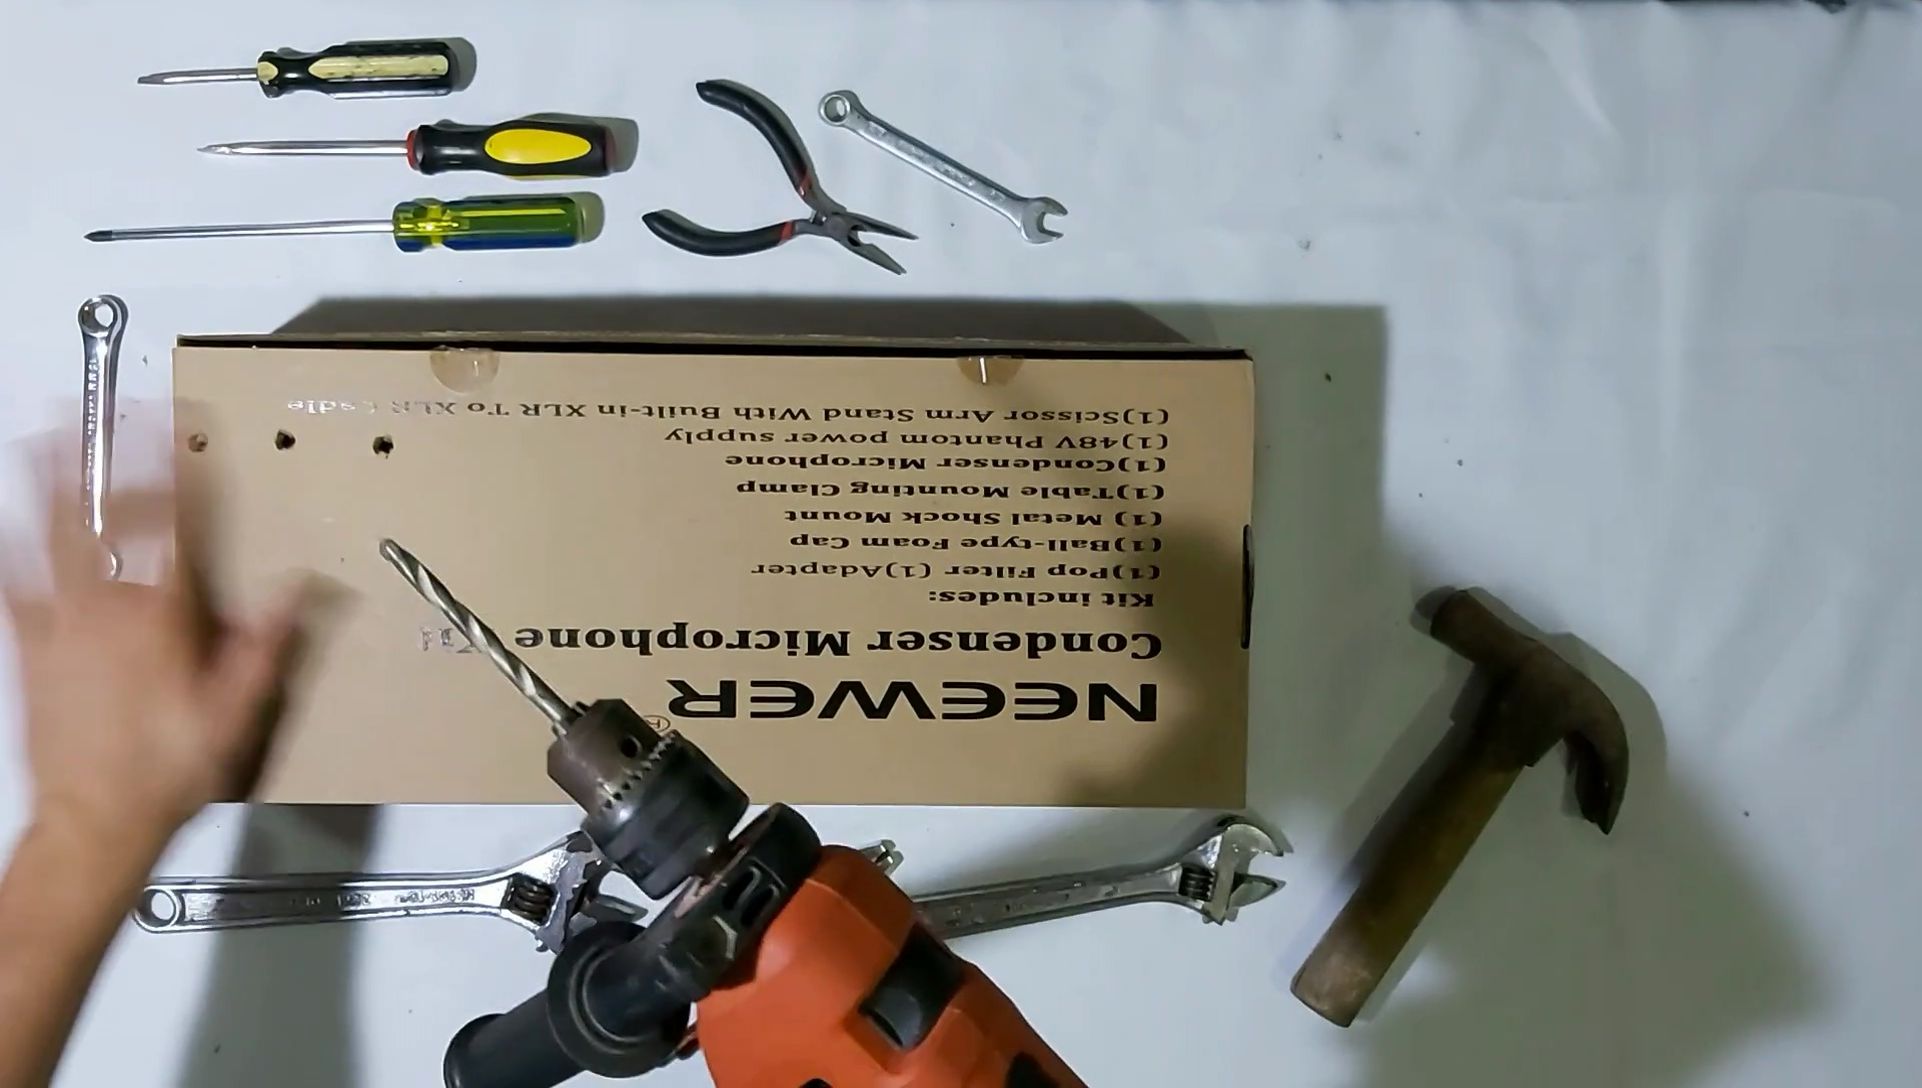 NEEWER®
Condenser Microphone Kit
Kit includes:
(1)Pop Filter (1)Adapter
(1)Ball-type Foam Cap
(1) Metal Shock Mount
(1)Table Mounting Clamp
(1)Condenser Microphone
(1)48V Phantom power supply
(1)Scissor Arm Stand With Built-in XLR To XLR Cable